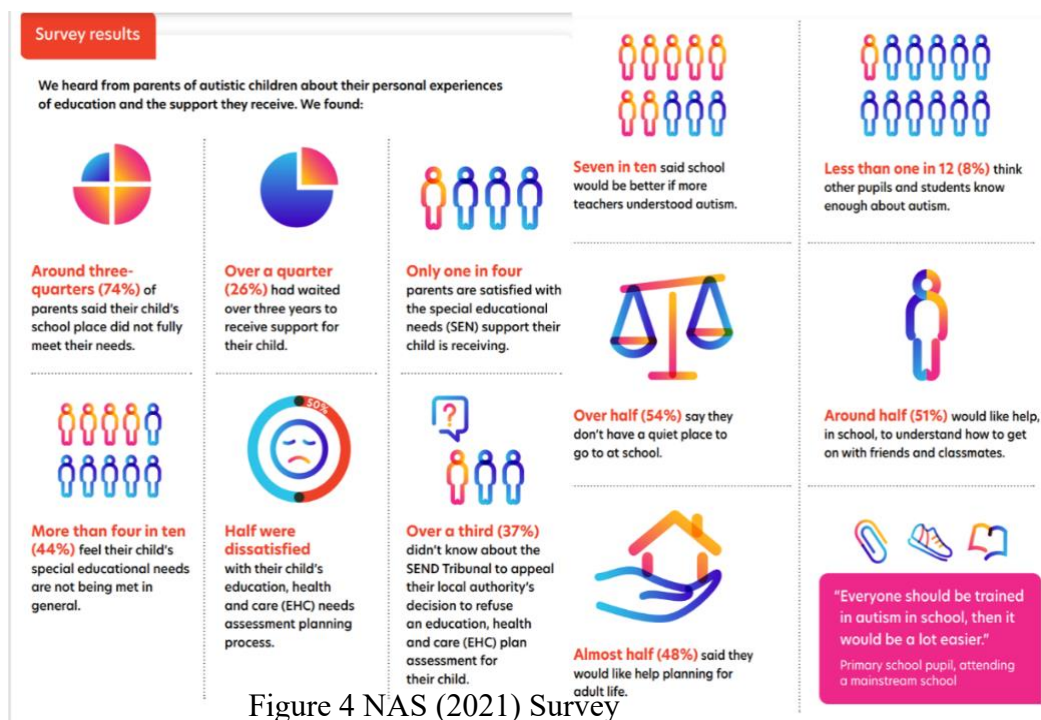 Survey results
We heard from parents of autistic children about their personal experiences
of education and the support they receive. We found:
Around three-
quarters (74%) of
parents said their child's
school place did not fully
meet their needs.
Over a quarter
(26%) had waited
over three years to
receive support for
their child.
Only one in four
parents are satisfied with
the special educational
needs (SEN) support their
child is receiving.
More than four in ten
(44%) feel their child's
special educational needs
are not being met in
general.
50%
Half were
dissatisfied
with their child's
education, health
and care (EHC) needs
assessment planning
process.
?
Over a third (37%)
didn't know about the
SEND Tribunal to appeal
their local authority's
decision to refuse
an education, health
and care (EHC) plan
assessment for
their child.
Seven in ten said school
would be better if more
teachers understood autism.
Less than one in 12 (8%) think
other pupils and students know
enough about autism.
Over half (54%) say they
don't have a quiet place to
go to at school.
Around half (51%) would like help,
in school, to understand how to get
on with friends and classmates.
Almost half (48%) said they
would like help planning for
adult life.
"Everyone should be trained
in autism in school, then it
would be a lot easier."
Primary school pupil, attending
a mainstream school
Figure 4 NAS (2021) Survey